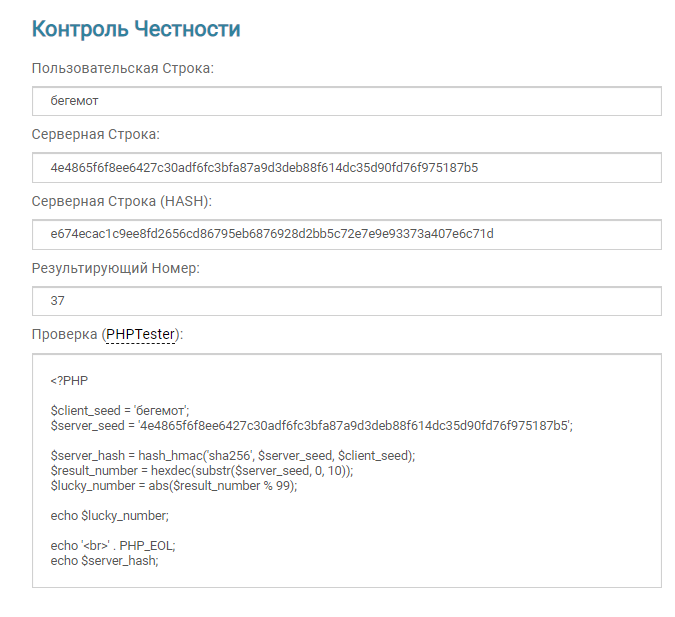 Контроль Честности
Пользовательская Строка:
бегемот
Серверная Строка:
4e4865f6f8ee6427c30adf6fc3bfa87a9d3deb88f614dc35d90fd76f975187b5
Серверная Строка (HASH):
e674ecac1c9ee8fd2656cd86795eb6876928d2bb5c72e7e9e93373a407e6c71d
Результирующий Номер:
37
Проверка (PHPTester):
<?PHP
$client_seed = 'бегемот';
$server_seed = '4e4865f6f8ee6427c30adf6fc3bfa87a9d3deb88f614dc35d90fd76f975187b5';
$server_hash = hash_hmac('sha256', $server_seed, $client_seed);
$result_number = hexdec(substr($server_seed, 0, 10));
$lucky_number = abs($result_number % 99);
echo $lucky_number;
echo '<br>' . PHP_EOL;
echo $server_hash;